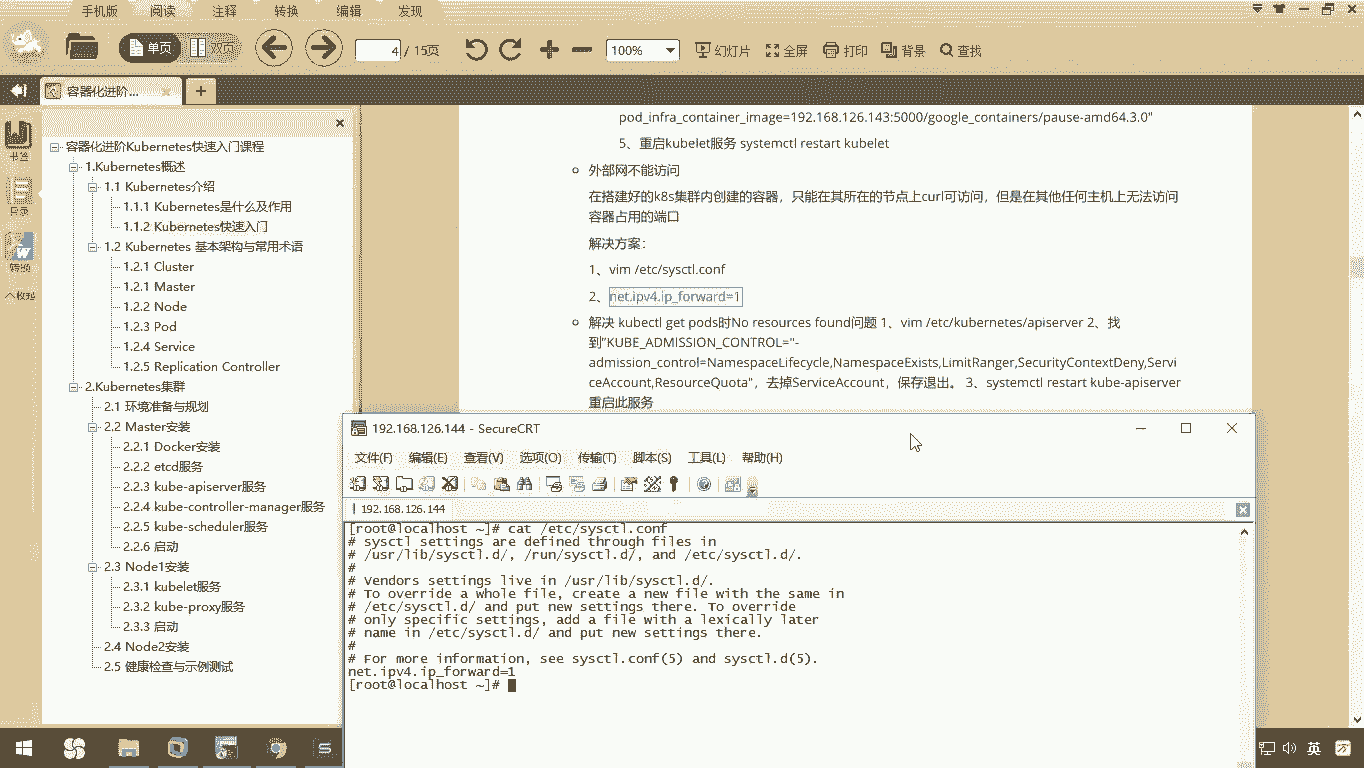 手机版 阅读 注释 转换 编辑 发现
单页 双页 4 / 15页 100% 幻灯片 全屏 打印 背景 查找
容器化进阶... × +
书签
目录
转换
收起
容器化进阶Kubernetes快速入门课程
1.Kubernetes概述
1.1 Kubernetes介绍
1.1.1 Kubernetes是什么及作用
1.1.2 Kubernetes快速入门
1.2 Kubernetes 基本架构与常用术语
1.2.1 Cluster
1.2.1 Master
1.2.2 Node
1.2.3 Pod
1.2.4 Service
1.2.5 Replication Controller
2.Kubernetes集群
2.1 环境准备与规划
2.2 Master安装
2.2.1 Docker安装
2.2.2 etcd服务
2.2.3 kube-apiserver服务
2.2.4 kube-controller-manager服务
2.2.5 kube-scheduler服务
2.2.6 启动
2.3 Node1安装
2.3.1 kubelet服务
2.3.2 kube-proxy服务
2.3.3 启动
2.4 Node2安装
2.5 健康检查与示例测试
pod_infra_container_image=192.168.126.143:5000/google_containers/pause-amd64.3.0"
5、重启kubelet服务 systemctl restart kubelet
外部网不能访问
在搭建好的k8s集群内创建的容器，只能在其所在的节点上curl可访问，但是在其他任何主机上无法访问
容器占用的端口
解决方案：
1、vim /etc/sysctl.conf
2、net.ipv4.ip_forward=1
解决 kubectl get pods时No resources found问题 1、vim /etc/kubernetes/apiserver 2、找
到"KUBE_ADMISSION_CONTROL="-
admission_control=NamespaceLifecycle,NamespaceExists,LimitRanger,SecurityContextDeny,Servi
ceAccount,ResourceQuota"，去掉ServiceAccount，保存退出。 3、systemctl restart kube-apiserver
重启此服务
192.168.126.144 - SecureCRT
文件(F) 编辑(E) 查看(V) 选项(O) 传输(T) 脚本(S) 工具(L) 帮助(H)
192.168.126.144
[root@localhost ~]# cat /etc/sysctl.conf
# sysctl settings are defined through files in
# /usr/lib/sysctl.d/, /run/sysctl.d/, and /etc/sysctl.d/.
#
# Vendors settings live in /usr/lib/sysctl.d/.
# To override a whole file, create a new file with the same in
# /etc/sysctl.d/ and put new settings there. To override
# only specific settings, add a file with a lexically later
# name in /etc/sysctl.d/ and put new settings there.
#
# For more information, see sysctl.conf(5) and sysctl.d(5).
net.ipv4.ip_forward=1
[root@localhost ~]#
英